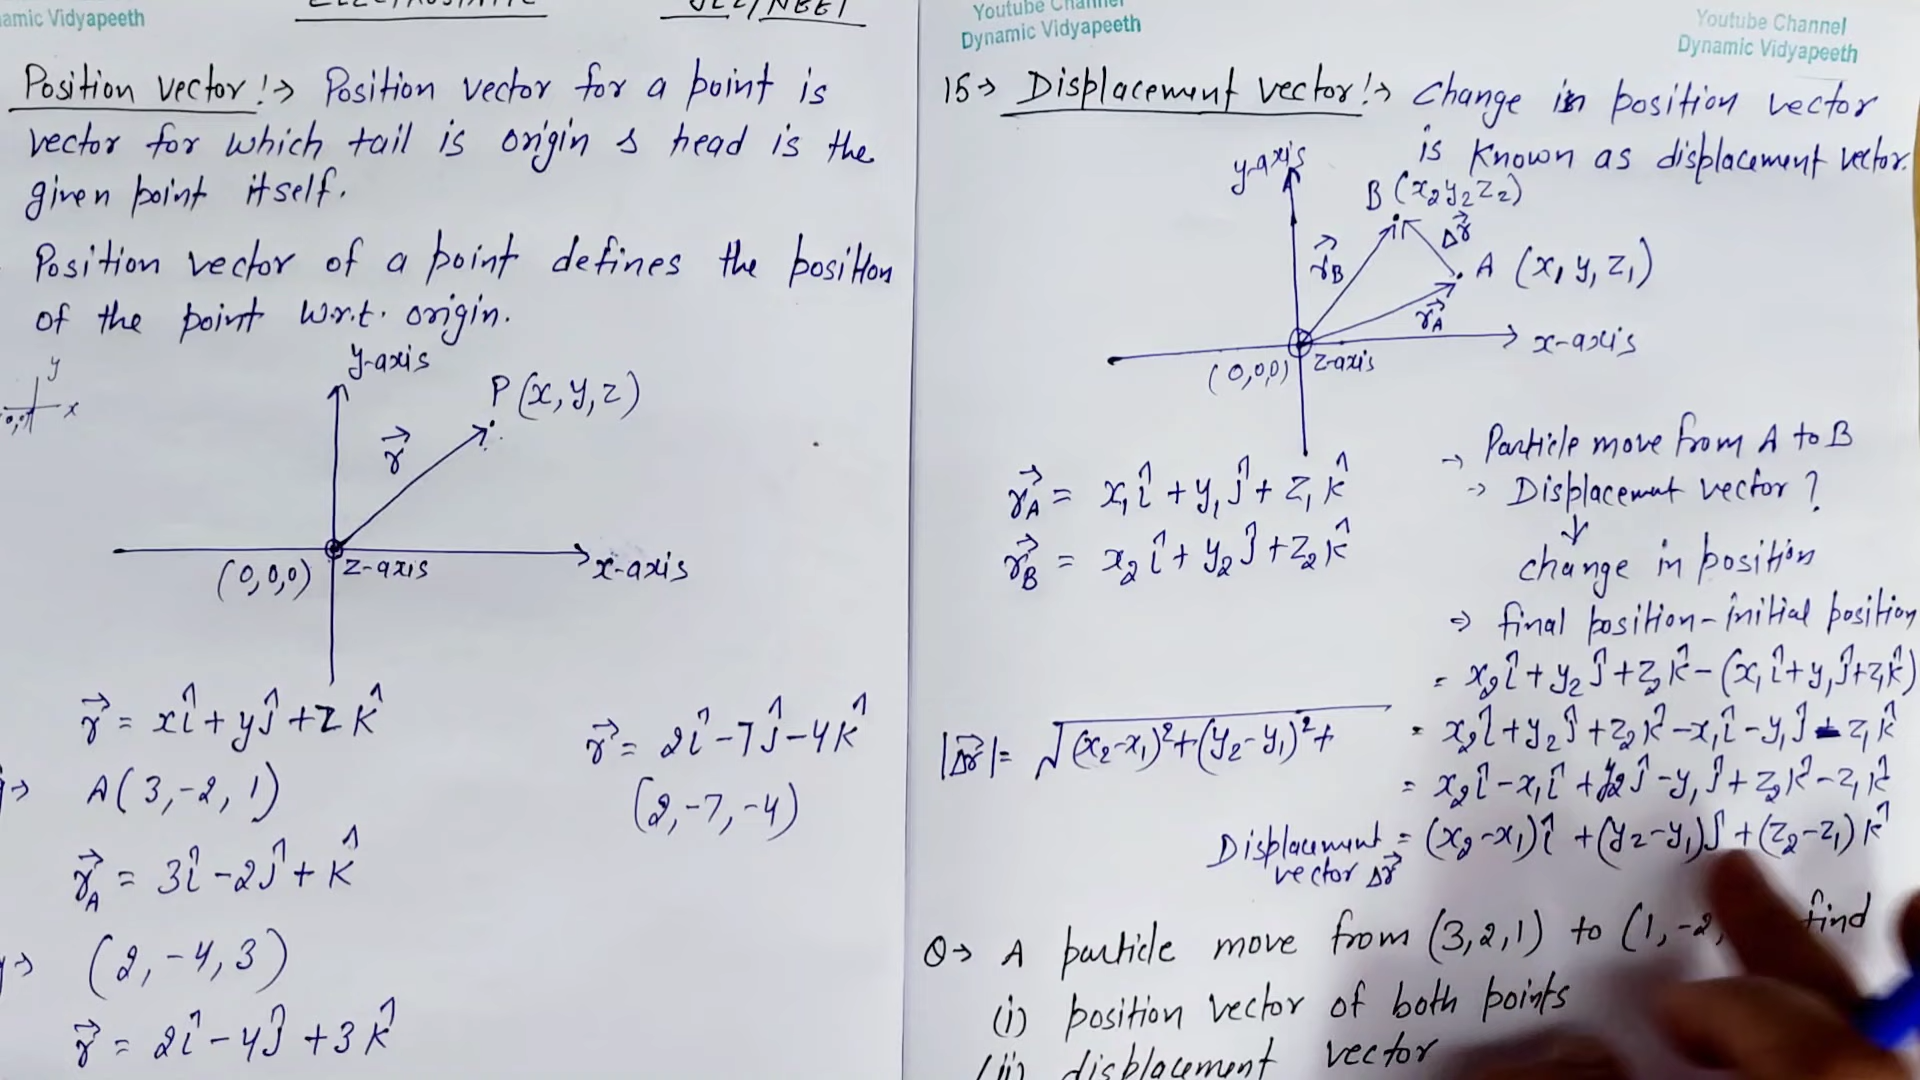 amic Vidyapeeth
JEE/NEET
Position vector:→ Position vector for a point is
vector for which tail is origin & head is the
given point itself.
Position vector of a point defines the position
of the point w.r.t. origin.
y
x
y-axis
P(x,y,z)
r⃗
(0,0,0)
z-axis
x-axis
r⃗ = xî+yĵ+zk̂
A(3,-2,1)
r⃗A = 3î-2ĵ+k̂
(2,-4,3)
r⃗ = 2î-4ĵ+3k̂
r⃗ = 2î-7ĵ-4k̂
(2,-7,-4)
Youtube Channel
Dynamic Vidyapeeth
Youtube Channel
Dynamic Vidyapeeth
15→ Displacement vector:→ Change in position vector
is known as displacement vector.
y-axis
B (x₂y₂z₂)
Δr⃗
r⃗B
A (x₁y₁z₁)
r⃗A
x-axis
(0,0,0)
z-axis
r⃗A = x₁î+y₁ĵ+z₁k̂
r⃗B = x₂î+y₂ĵ+z₂k̂
→ Particle move from A to B
→ Displacement vector?
↓
change in position
⇒ final position-initial position
= x₂î+y₂ĵ+z₂k̂-(x₁î+y₁ĵ+z₁k̂)
= x₂î+y₂ĵ+z₂k̂-x₁î-y₁ĵ-z₁k̂
= x₂î-x₁î+y₂ĵ-y₁ĵ+z₂k̂-z₁k̂
Displacement vector Δr⃗ = (x₂-x₁)î+(y₂-y₁)ĵ+(z₂-z₁)k̂
|Δr⃗|= √(x₂-x₁)²+(y₂-y₁)²+
Q→ A particle move from (3,2,1) to (1,-2, find
(i) position vector of both points
(ii) displacement vector